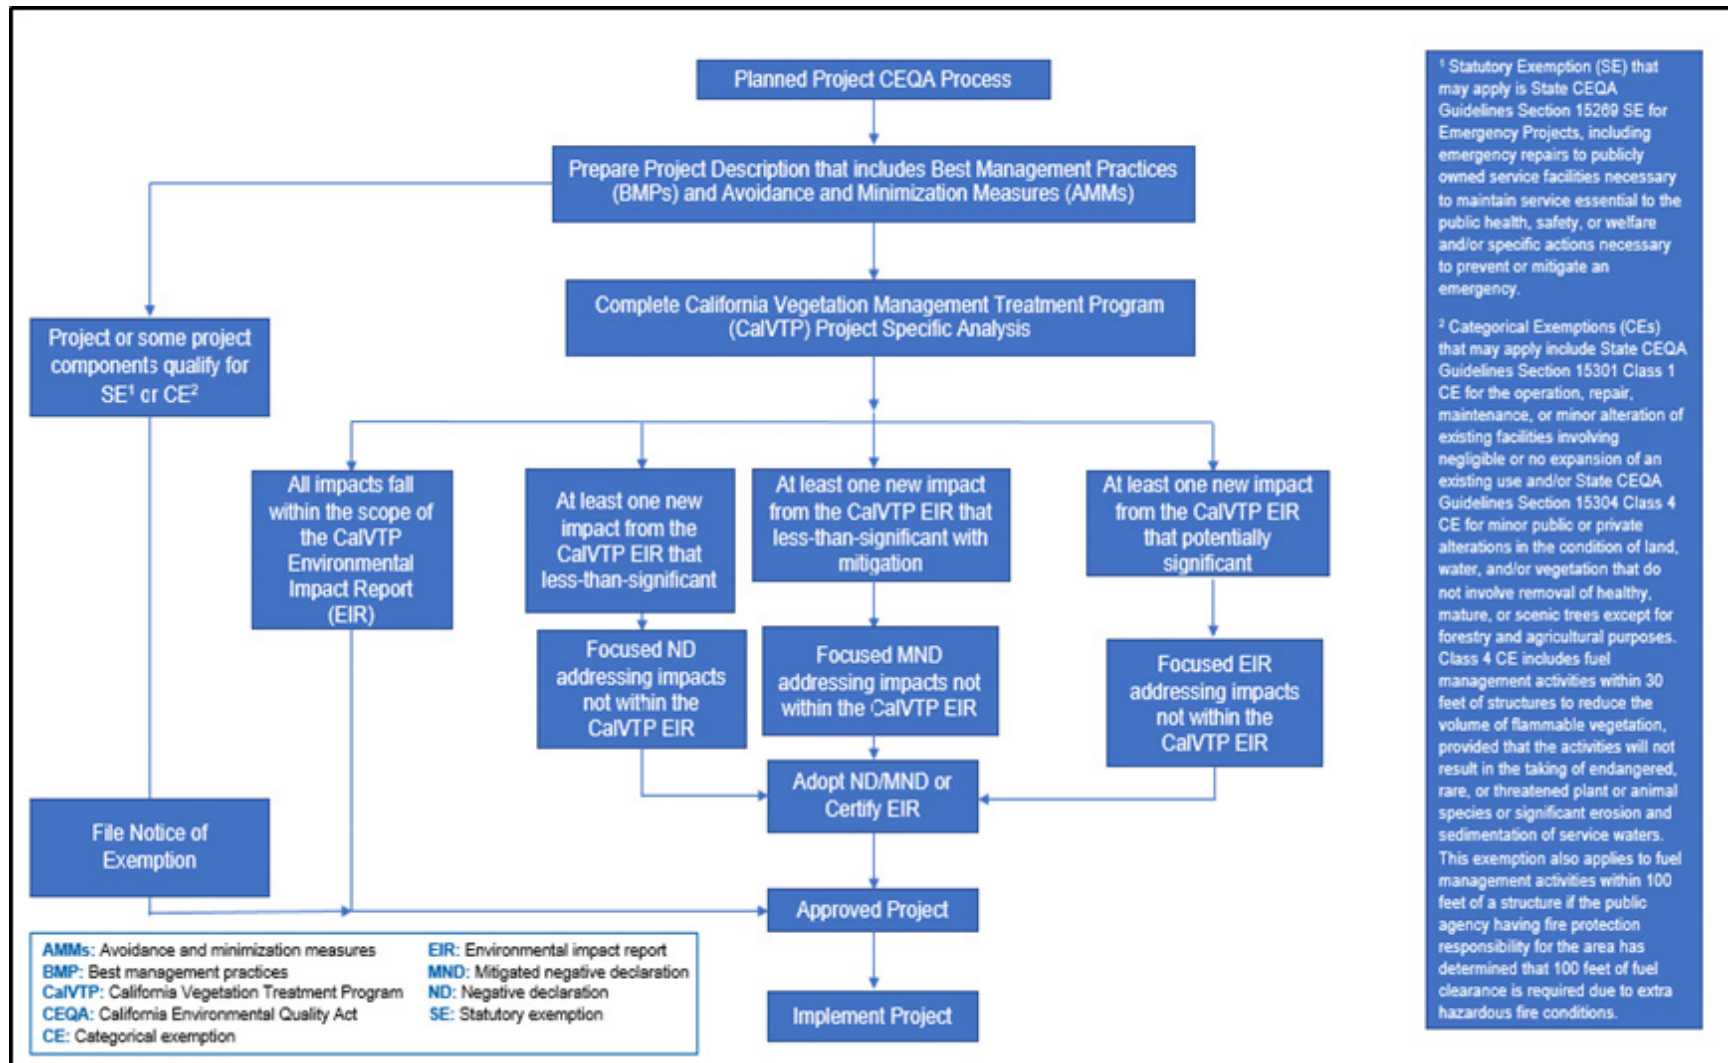 Planned Project CEQA Process
Prepare Project Description that includes Best Management Practices
(BMPs) and Avoidance and Minimization Measures (AMMs)
Complete California Vegetation Management Treatment Program
(CalVTP) Project Specific Analysis
Project or some project
components qualify for
SE¹ or CE²
All impacts fall
within the scope of
the CalVTP
Environmental
Impact Report
(EIR)
At least one new
impact from the
CalVTP EIR that
less-than-significant
At least one new impact
from the CalVTP EIR that
less-than-significant with
mitigation
At least one new impact
from the CalVTP EIR
that potentially
significant
Focused ND
addressing impacts
not within the
CalVTP EIR
Focused MND
addressing impacts not
within the CalVTP EIR
Focused EIR
addressing impacts
not within the
CalVTP EIR
Adopt ND/MND or
Certify EIR
File Notice of
Exemption
Approved Project
Implement Project
AMMs: Avoidance and minimization measures
BMP: Best management practices
CalVTP: California Vegetation Treatment Program
CEQA: California Environmental Quality Act
CE: Categorical exemption
EIR: Environmental impact report
MND: Mitigated negative declaration
ND: Negative declaration
SE: Statutory exemption
¹ Statutory Exemption (SE) that
may apply is State CEQA
Guidelines Section 15269 SE for
Emergency Projects, including
emergency repairs to publicly
owned service facilities necessary
to maintain service essential to the
public health, safety, or welfare
and/or specific actions necessary
to prevent or mitigate an
emergency.
² Categorical Exemptions (CEs)
that may apply include State CEQA
Guidelines Section 15301 Class 1
CE for the operation, repair,
maintenance, or minor alteration of
existing facilities involving
negligible or no expansion of an
existing use and/or State CEQA
Guidelines Section 15304 Class 4
CE for minor public or private
alterations in the condition of land,
water, and/or vegetation that do
not involve removal of healthy,
mature, or scenic trees except for
forestry and agricultural purposes.
Class 4 CE includes fuel
management activities within 30
feet of structures to reduce the
volume of flammable vegetation,
provided that the activities will not
result in the taking of endangered,
rare, or threatened plant or animal
species or significant erosion and
sedimentation of service waters.
This exemption also applies to fuel
management activities within 100
feet of a structure if the public
agency having fire protection
responsibility for the area has
determined that 100 feet of fuel
clearance is required due to extra
hazardous fire conditions.